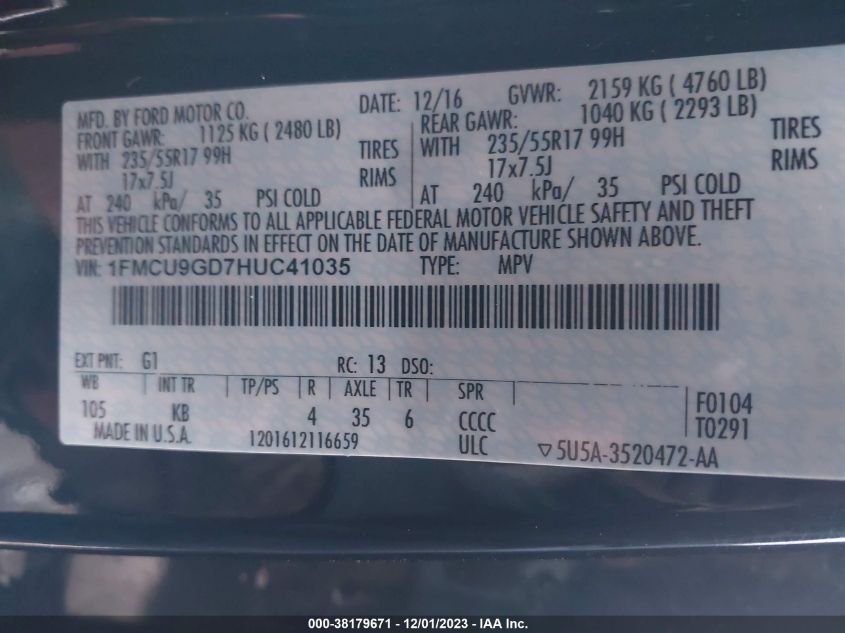 MFD. BY FORD MOTOR CO. DATE: 12/16 GVWR: 2159 KG ( 4760 LB)
FRONT GAWR: 1125 KG ( 2480 LB) REAR GAWR: 1040 KG ( 2293 LB)
WITH 235/55R17 99H TIRES WITH 235/55R17 99H TIRES
17x7.5J RIMS 17x7.5J RIMS
AT 240 kPa/ 35 PSI COLD AT 240 kPa/ 35 PSI COLD
THIS VEHICLE CONFORMS TO ALL APPLICABLE FEDERAL MOTOR VEHICLE SAFETY AND THEFT
PREVENTION STANDARDS IN EFFECT ON THE DATE OF MANUFACTURE SHOWN ABOVE.
VIN: 1FMCU9GD7HUC41035 TYPE: MPV
EXT PNT: G1 RC: 13 DSO:
WB INT TR TP/PS R AXLE TR SPR
105 KB 4 35 6 CCCC F0104
MADE IN U.S.A. 1201612116659 ULC T0291
▽5U5A-3520472-AA
000-38179671 - 12/01/2023 - IAA Inc.